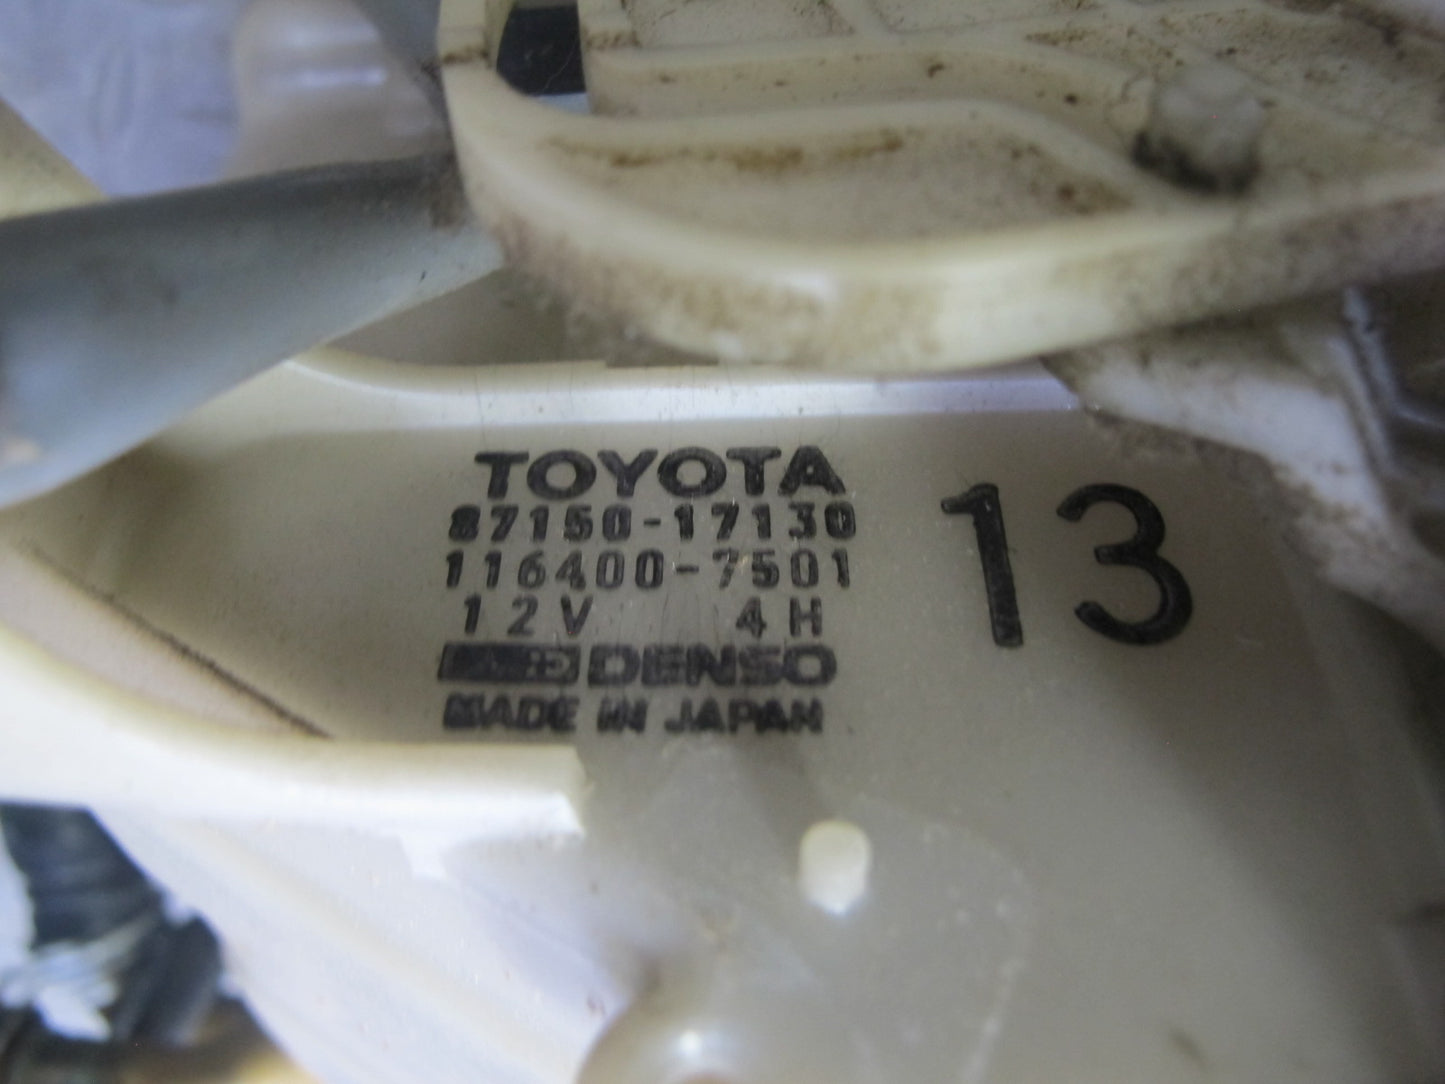 TOYOTA
87150-17130
116400-7501
12V 4H
DENSO
MADE IN JAPAN
13